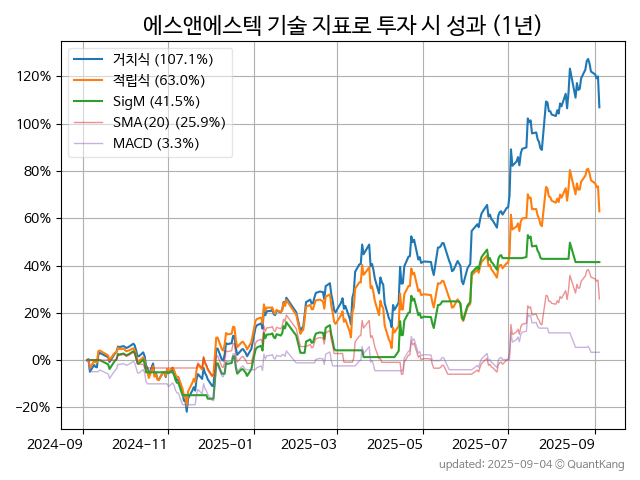 에스앤에스텍 기술 지표로 투자 시 성과 (1년)
거치식 (107.1%)
적립식 (63.0%)
SigM (41.5%)
SMA(20) (25.9%)
MACD (3.3%)
120%
100%
80%
60%
40%
20%
0%
−20%
2024-09 2024-11 2025-01 2025-03 2025-05 2025-07 2025-09
updated: 2025-09-04 © QuantKang